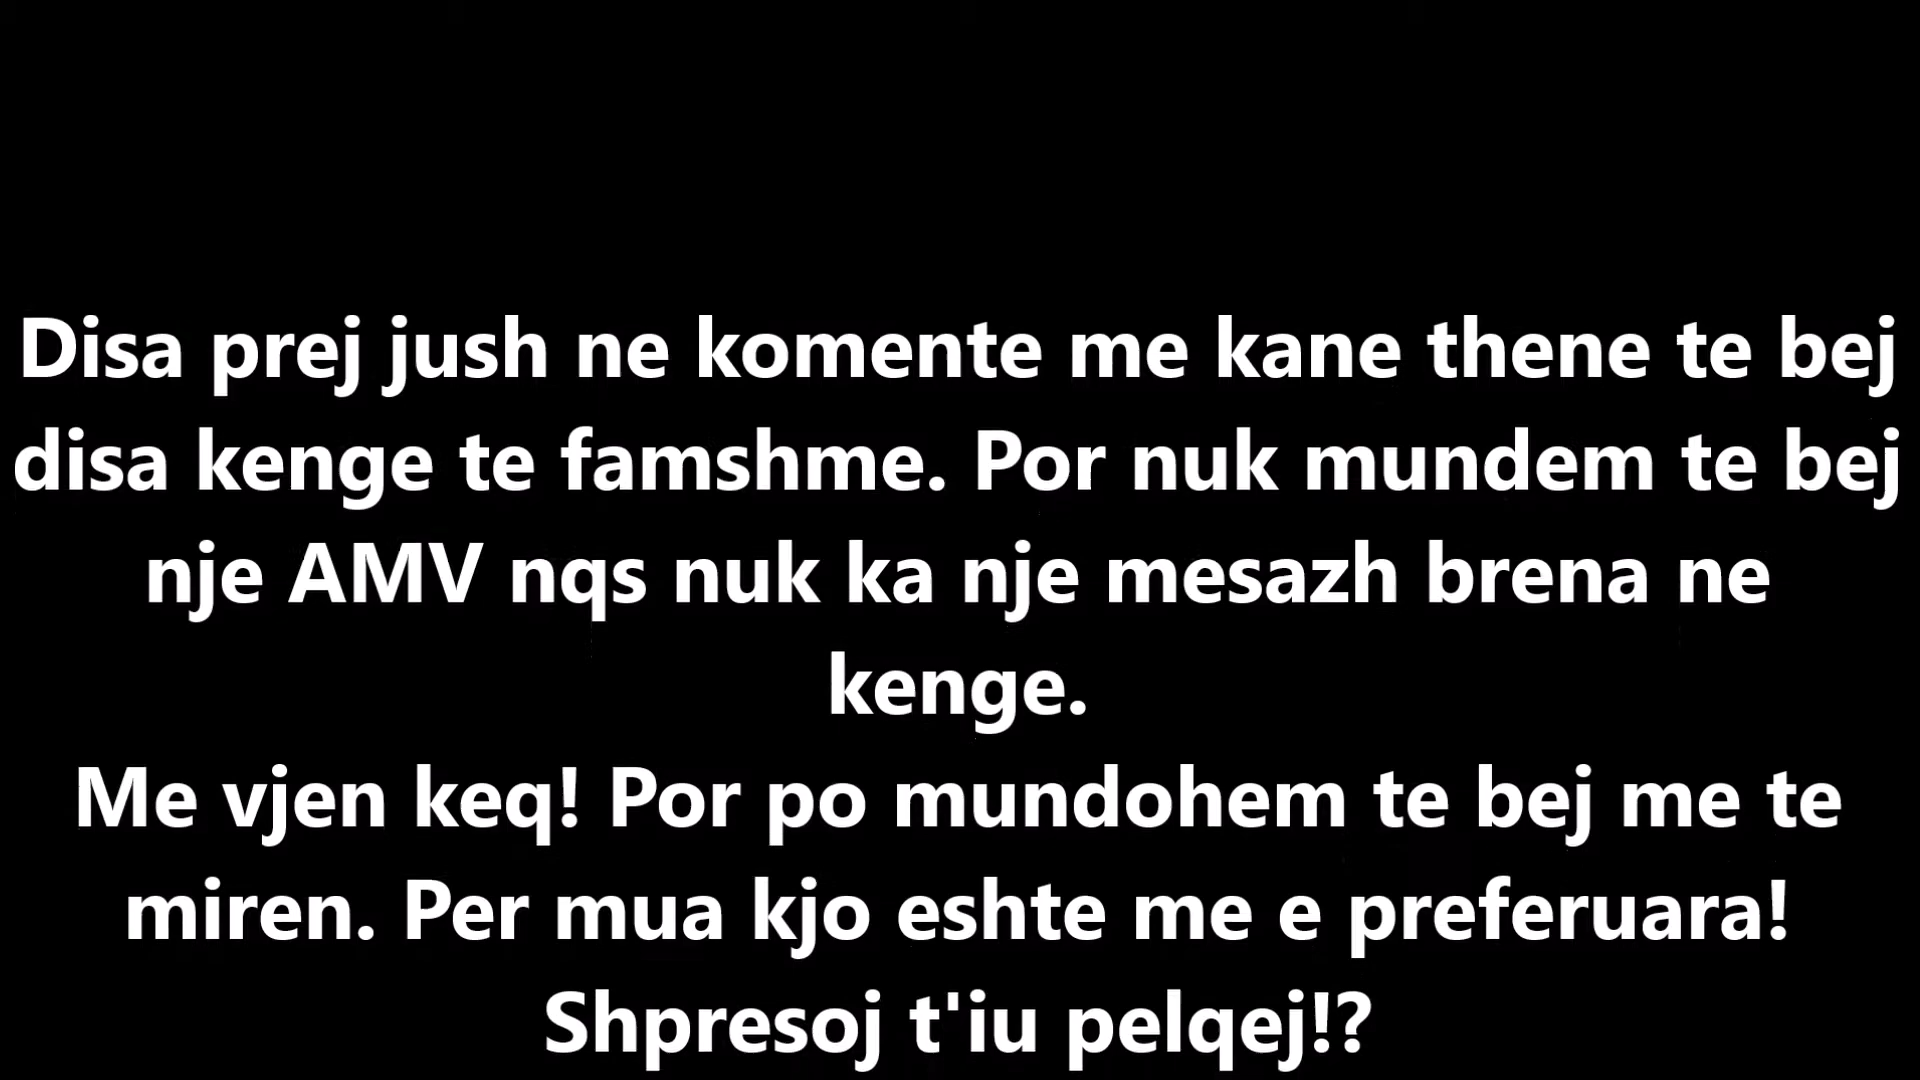 Disa prej jush ne komente me kane thene te bej
disa kenge te famshme. Por nuk mundem te bej
nje AMV nqs nuk ka nje mesazh brena ne
kenge.
Me vjen keq! Por po mundohem te bej me te
miren. Per mua kjo eshte me e preferuara!
Shpresoj t'iu pelqej!?